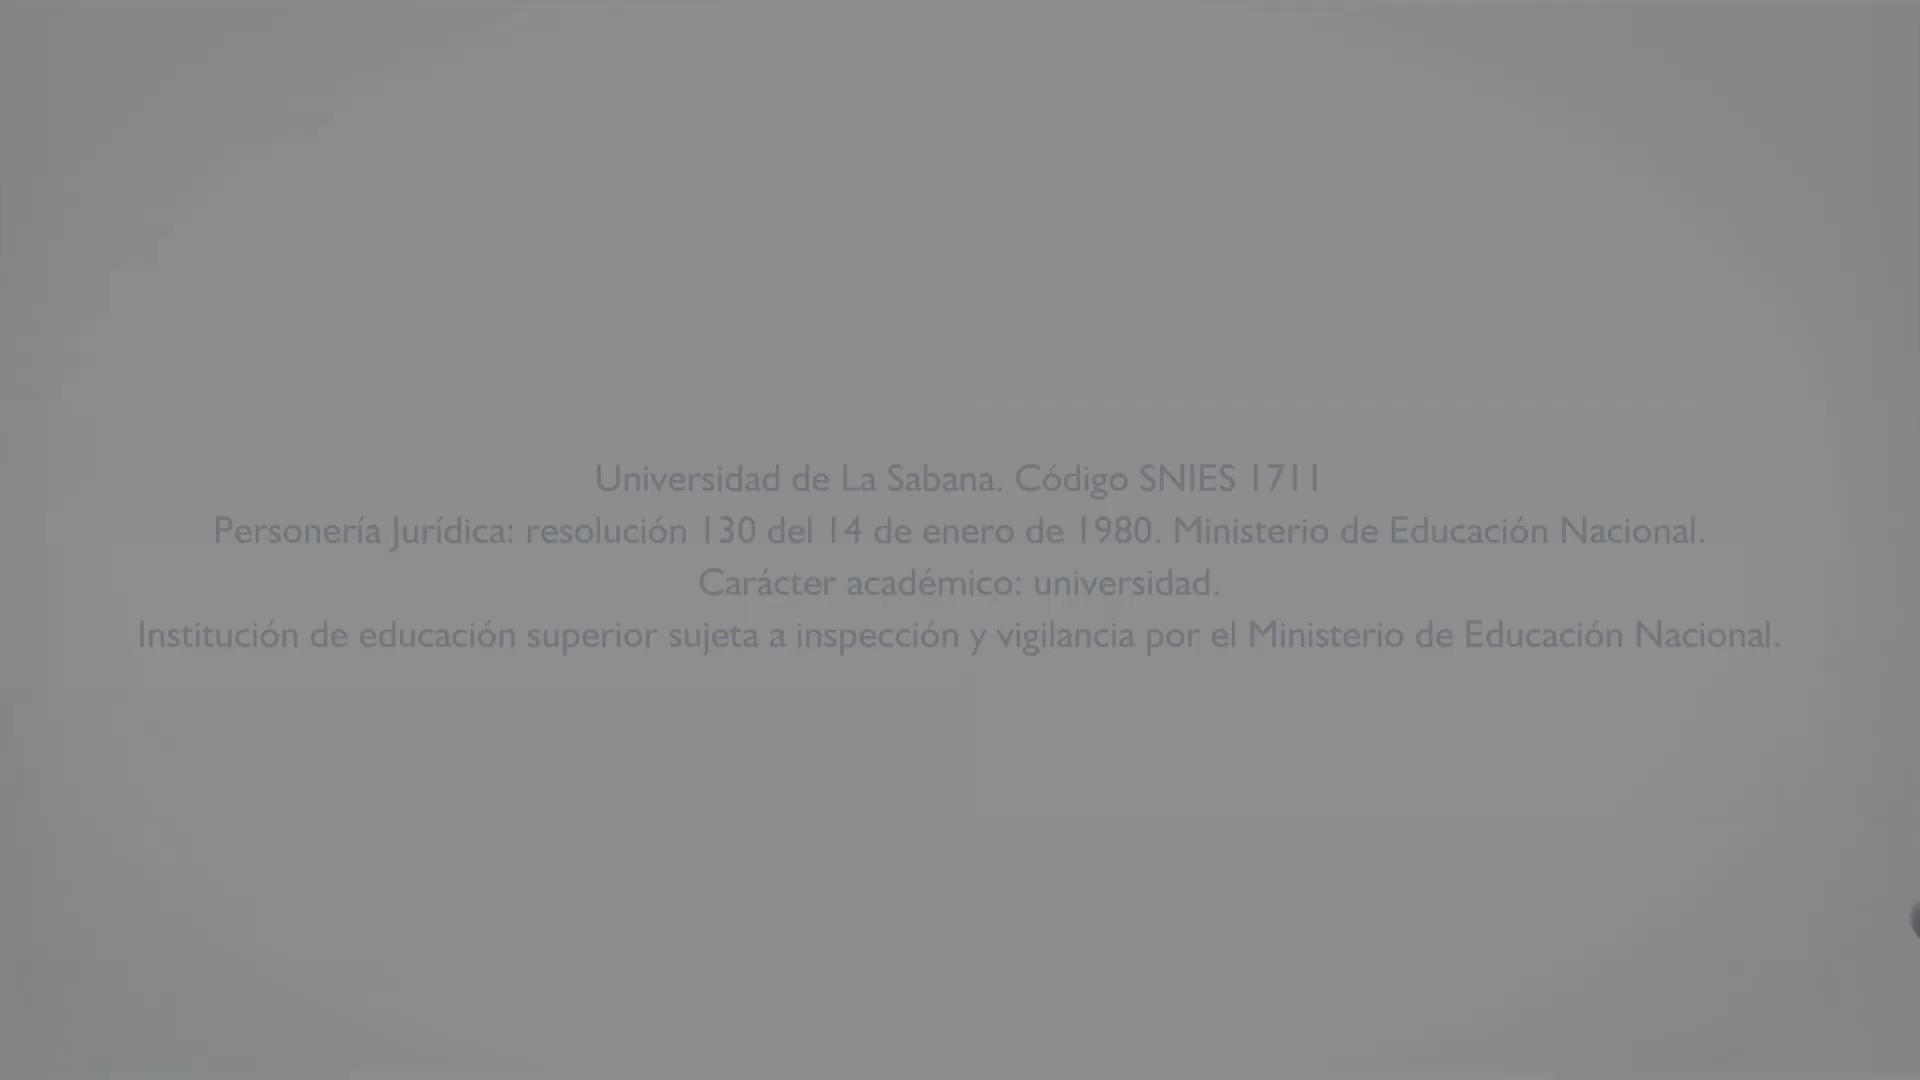 Universidad de La Sabana. Código SNIES 1711
Personería Jurídica: resolución 130 del 14 de enero de 1980. Ministerio de Educación Nacional.
Carácter académico: universidad.
Institución de educación superior sujeta a inspección y vigilancia por el Ministerio de Educación Nacional.